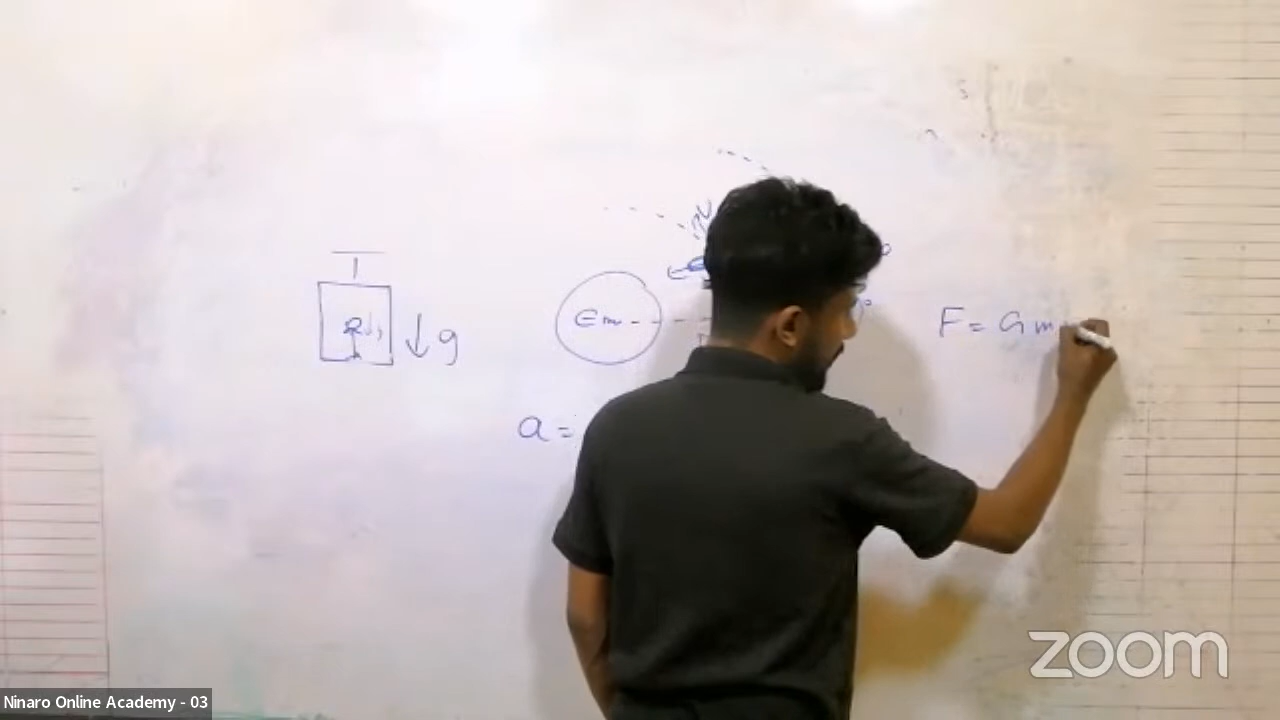 g
E m
F = G m
a =
zoom
Ninaro Online Academy - 03